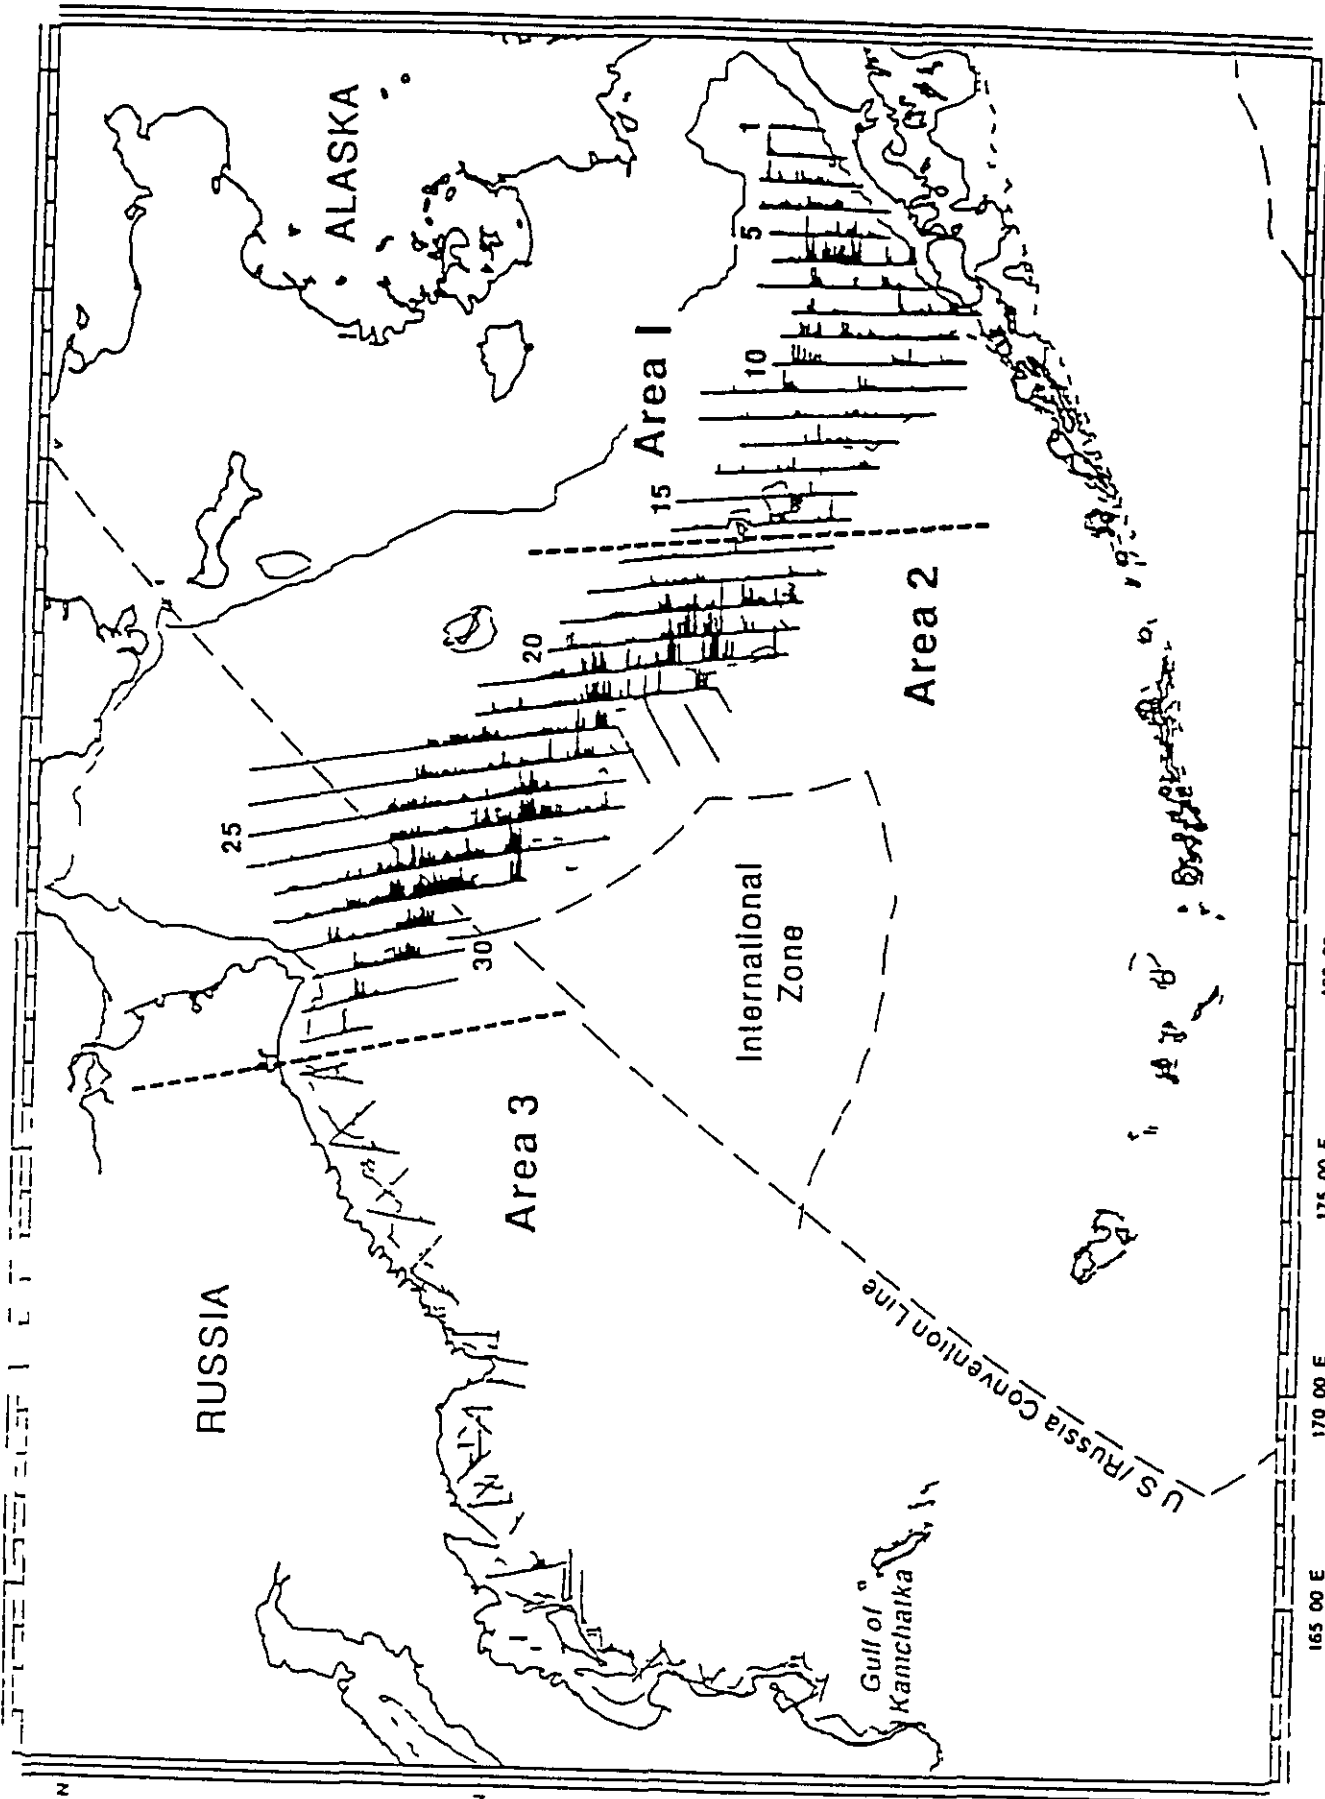 RUSSIA
ALASKA
Area 1
Area 2
Area 3
1
5
10
15
20
25
30
International
Zone
U S /Russia Convention Line
Gulf of
Kamchatka
N
165 00 E
170 00 E
175 00 E